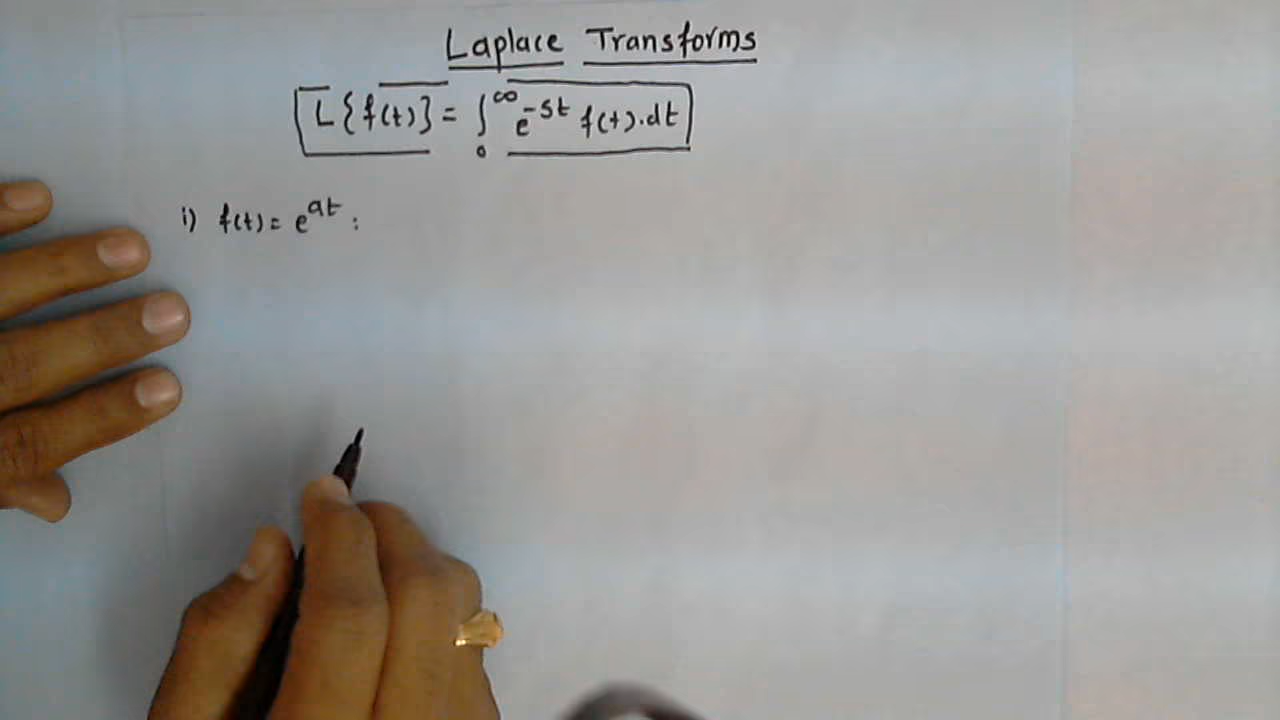 Laplace Transforms
L{f(t)} = ∫₀^∞ e^-st f(t).dt
i) f(t) = e^at :